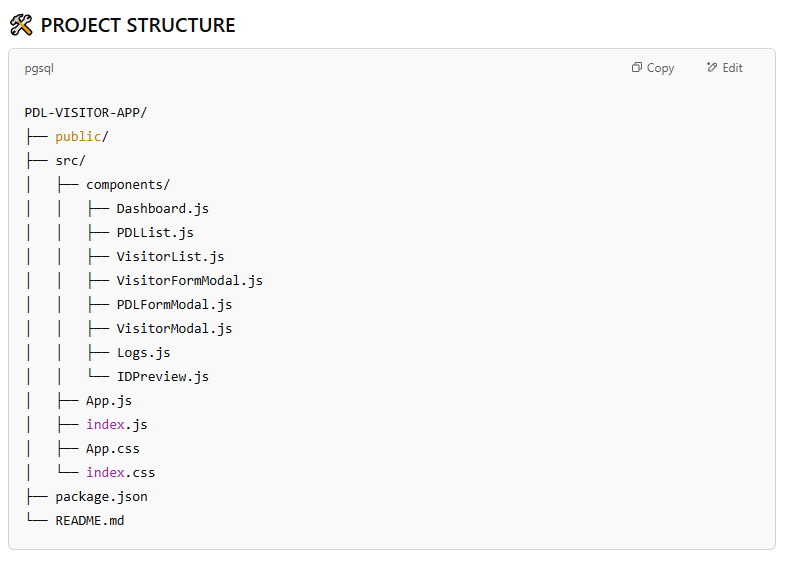 🛠 PROJECT STRUCTURE
pgsql Copy Edit
PDL-VISITOR-APP/
├── public/
├── src/
│   ├── components/
│   │   ├── Dashboard.js
│   │   ├── PDLList.js
│   │   ├── VisitorList.js
│   │   ├── VisitorFormModal.js
│   │   ├── PDLFormModal.js
│   │   ├── VisitorModal.js
│   │   ├── Logs.js
│   │   └── IDPreview.js
│   ├── App.js
│   ├── index.js
│   ├── App.css
│   └── index.css
├── package.json
└── README.md